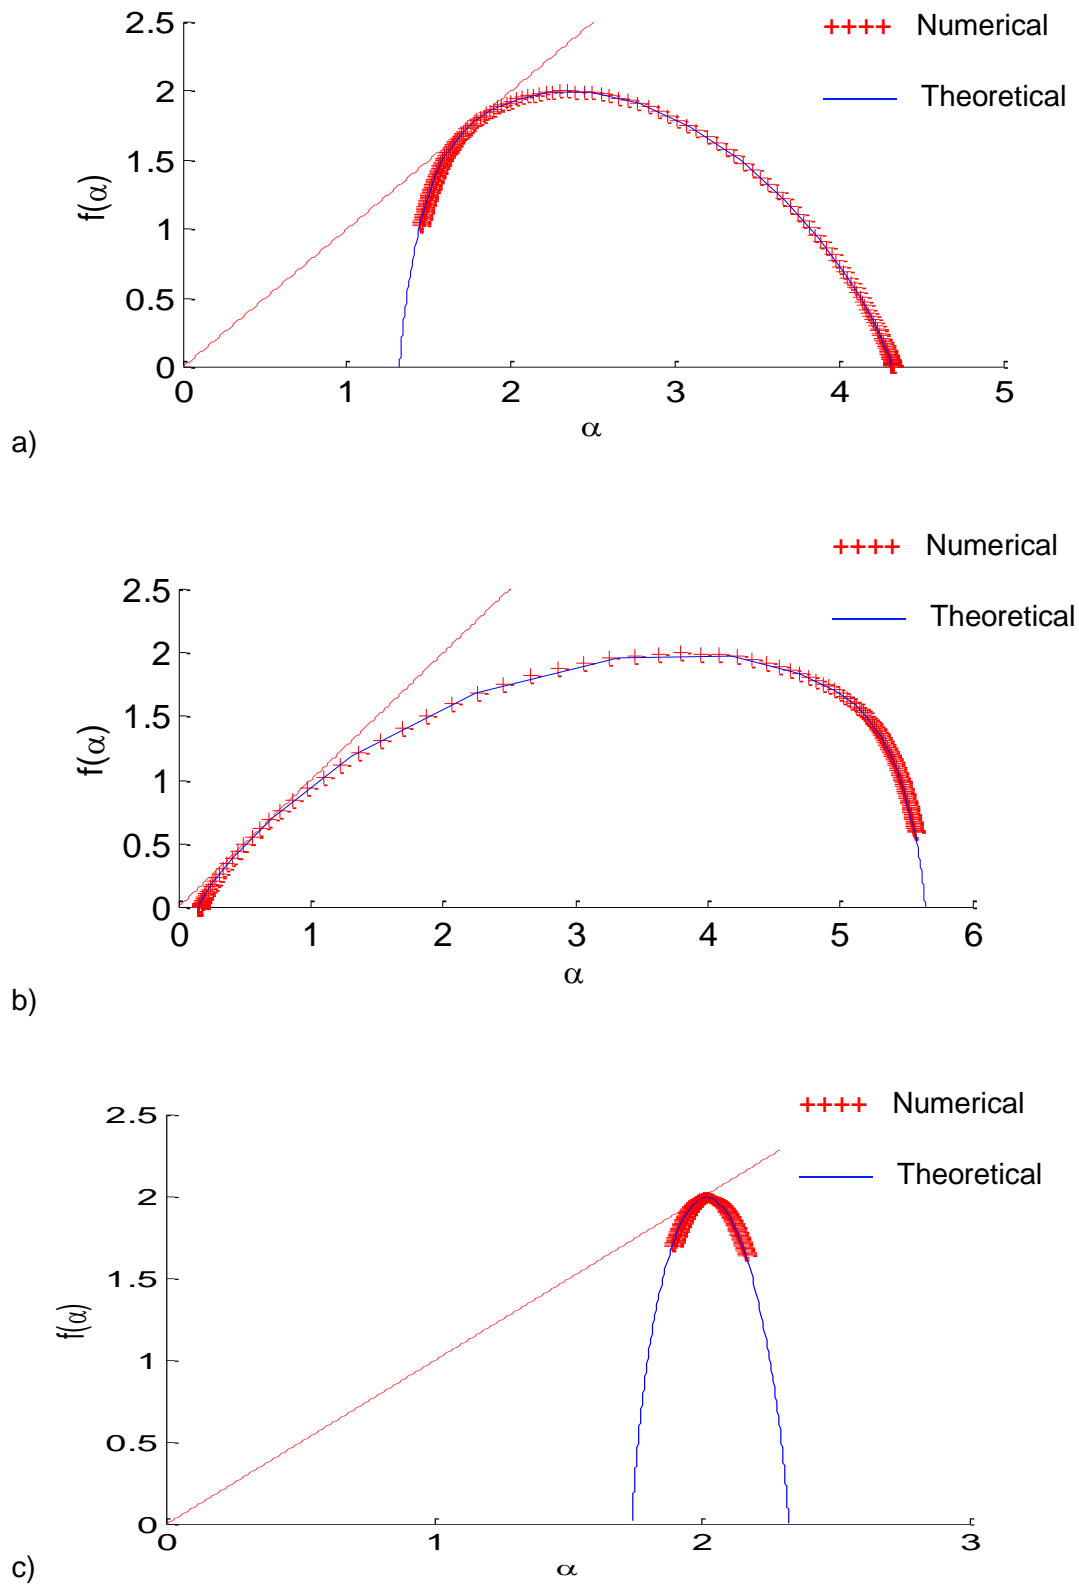 ++++ Numerical
Theoretical
2.5
2
1.5
1
0.5
0
f(α)
0 1 2 3 4 5
α
a)
++++ Numerical
Theoretical
2.5
2
1.5
1
0.5
0
f(α)
0 1 2 3 4 5 6
α
b)
++++ Numerical
Theoretical
2.5
2
1.5
1
0.5
0
f(α)
0 1 2 3
α
c)